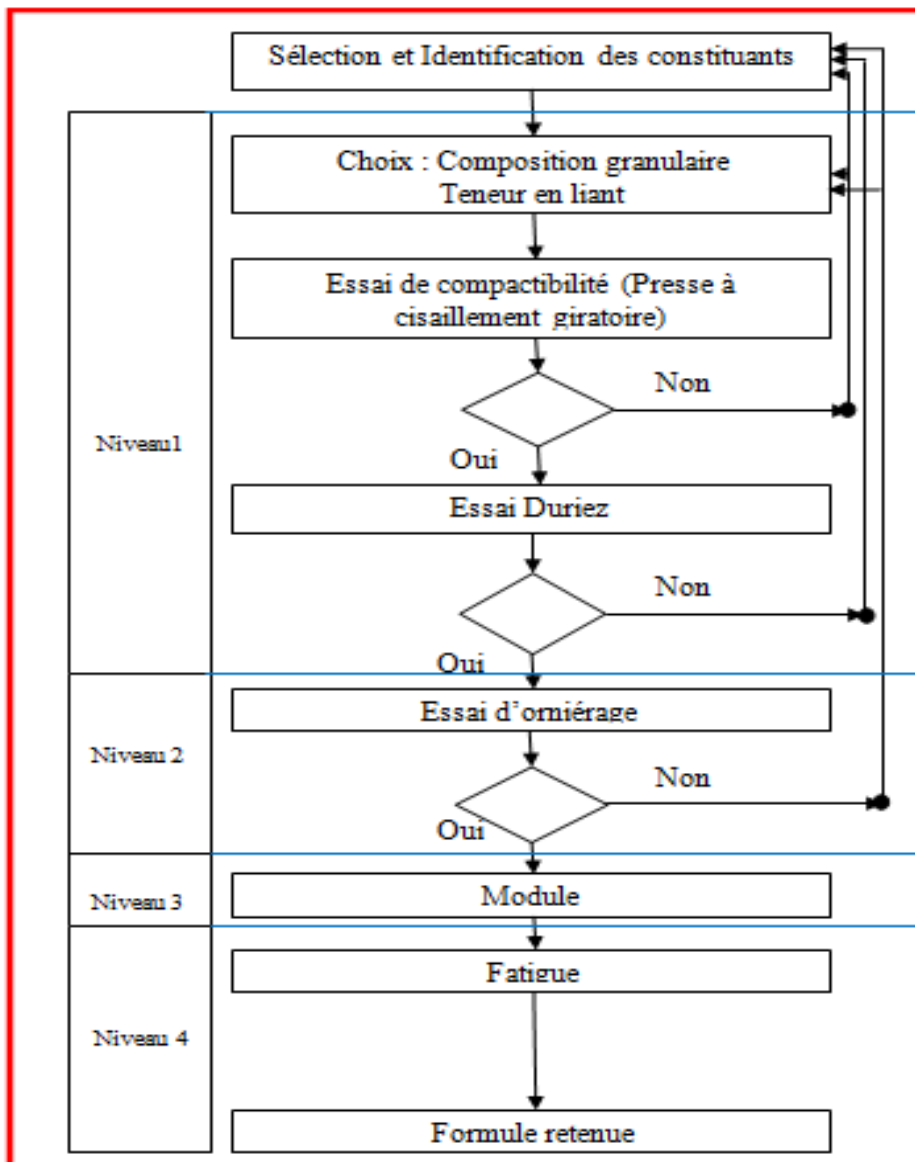 Sélection et Identification des constituants
Choix : Composition granulaire
Teneur en liant
Essai de compactibilité (Presse à
cisaillement giratoire)
Non
Niveau1
Oui
Essai Duriez
Non
Oui
Essai d’orniérage
Niveau 2
Non
Oui
Module
Niveau 3
Fatigue
Niveau 4
Formule retenue